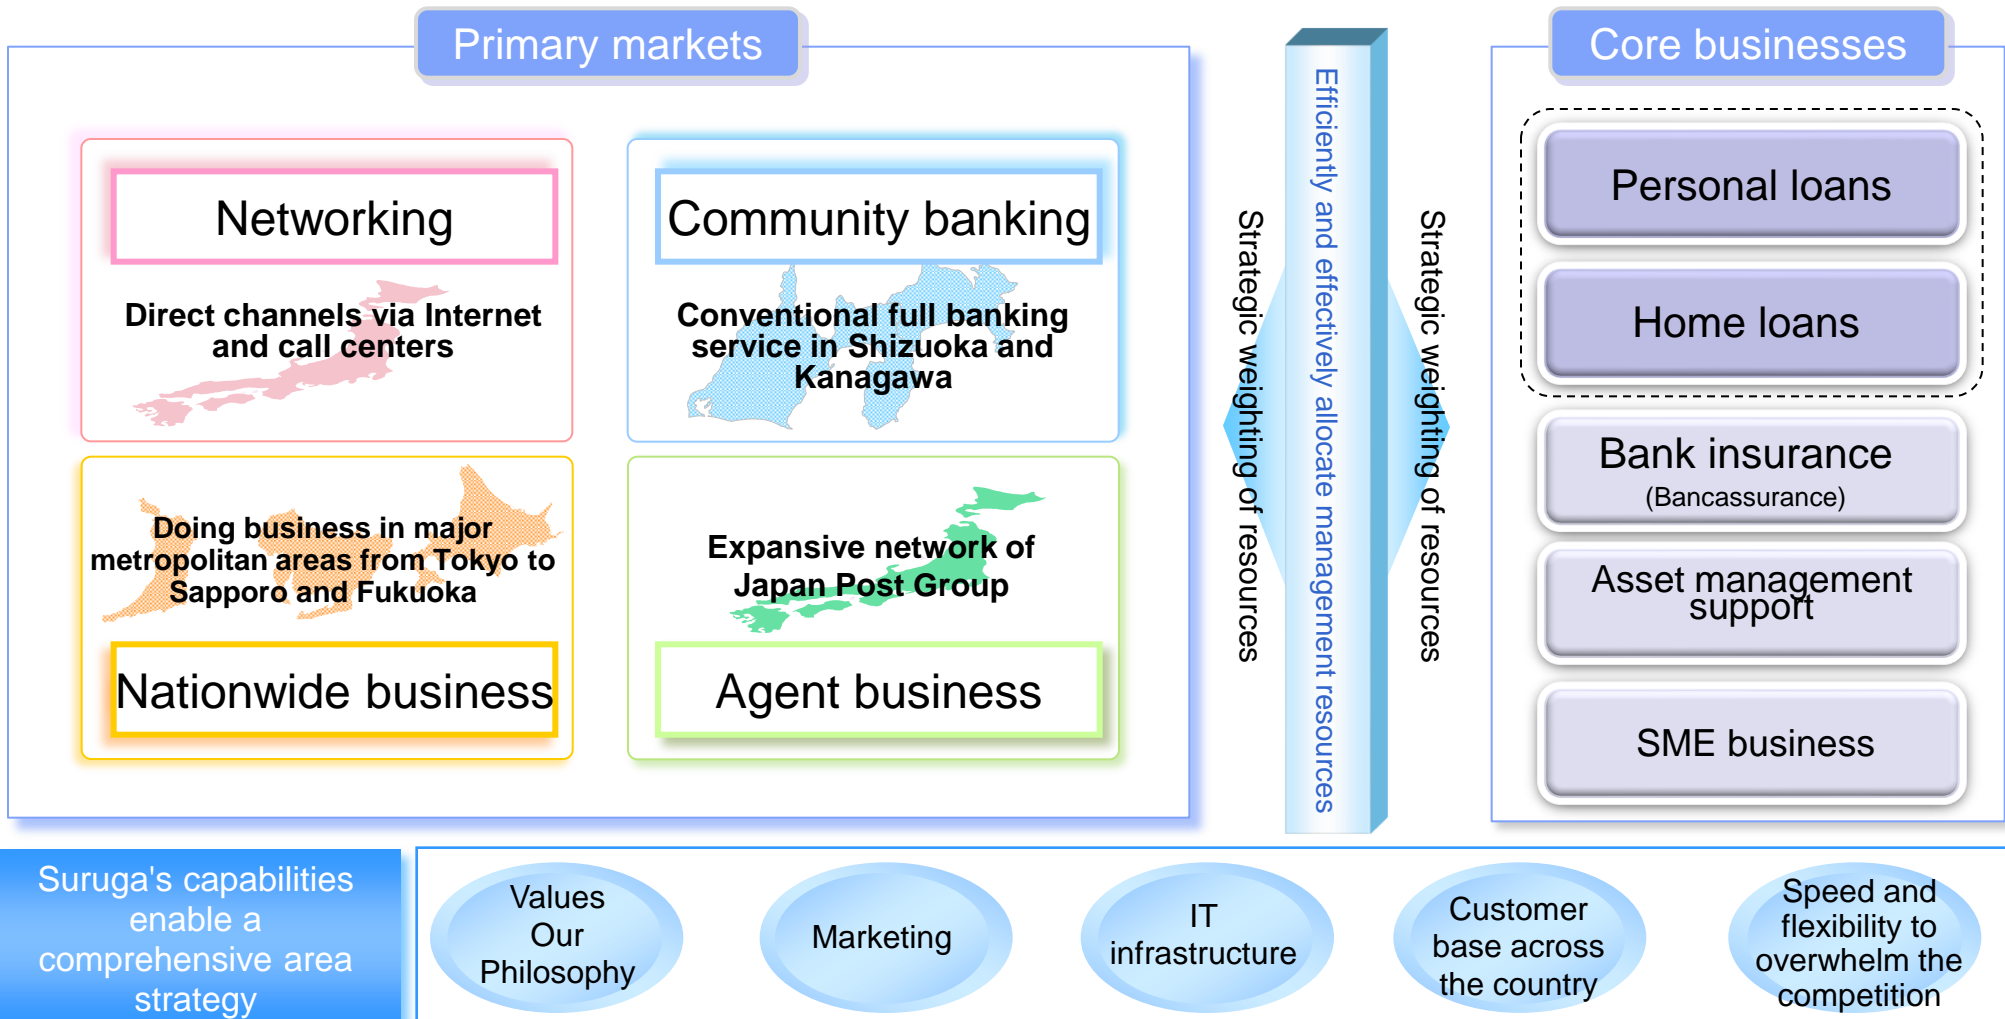 Primary markets
Networking
Direct channels via Internet
and call centers
Community banking
Conventional full banking
service in Shizuoka and
Kanagawa
Doing business in major
metropolitan areas from Tokyo to
Sapporo and Fukuoka
Nationwide business
Expansive network of
Japan Post Group
Agent business
Strategic weighting of resources
Efficiently and effectively allocate management resources
Strategic weighting of resources
Core businesses
Personal loans
Home loans
Bank insurance
(Bancassurance)
Asset management
support
SME business
Suruga's capabilities
enable a
comprehensive area
strategy
Values
Our
Philosophy
Marketing
IT
infrastructure
Customer
base across
the country
Speed and
flexibility to
overwhelm the
competition